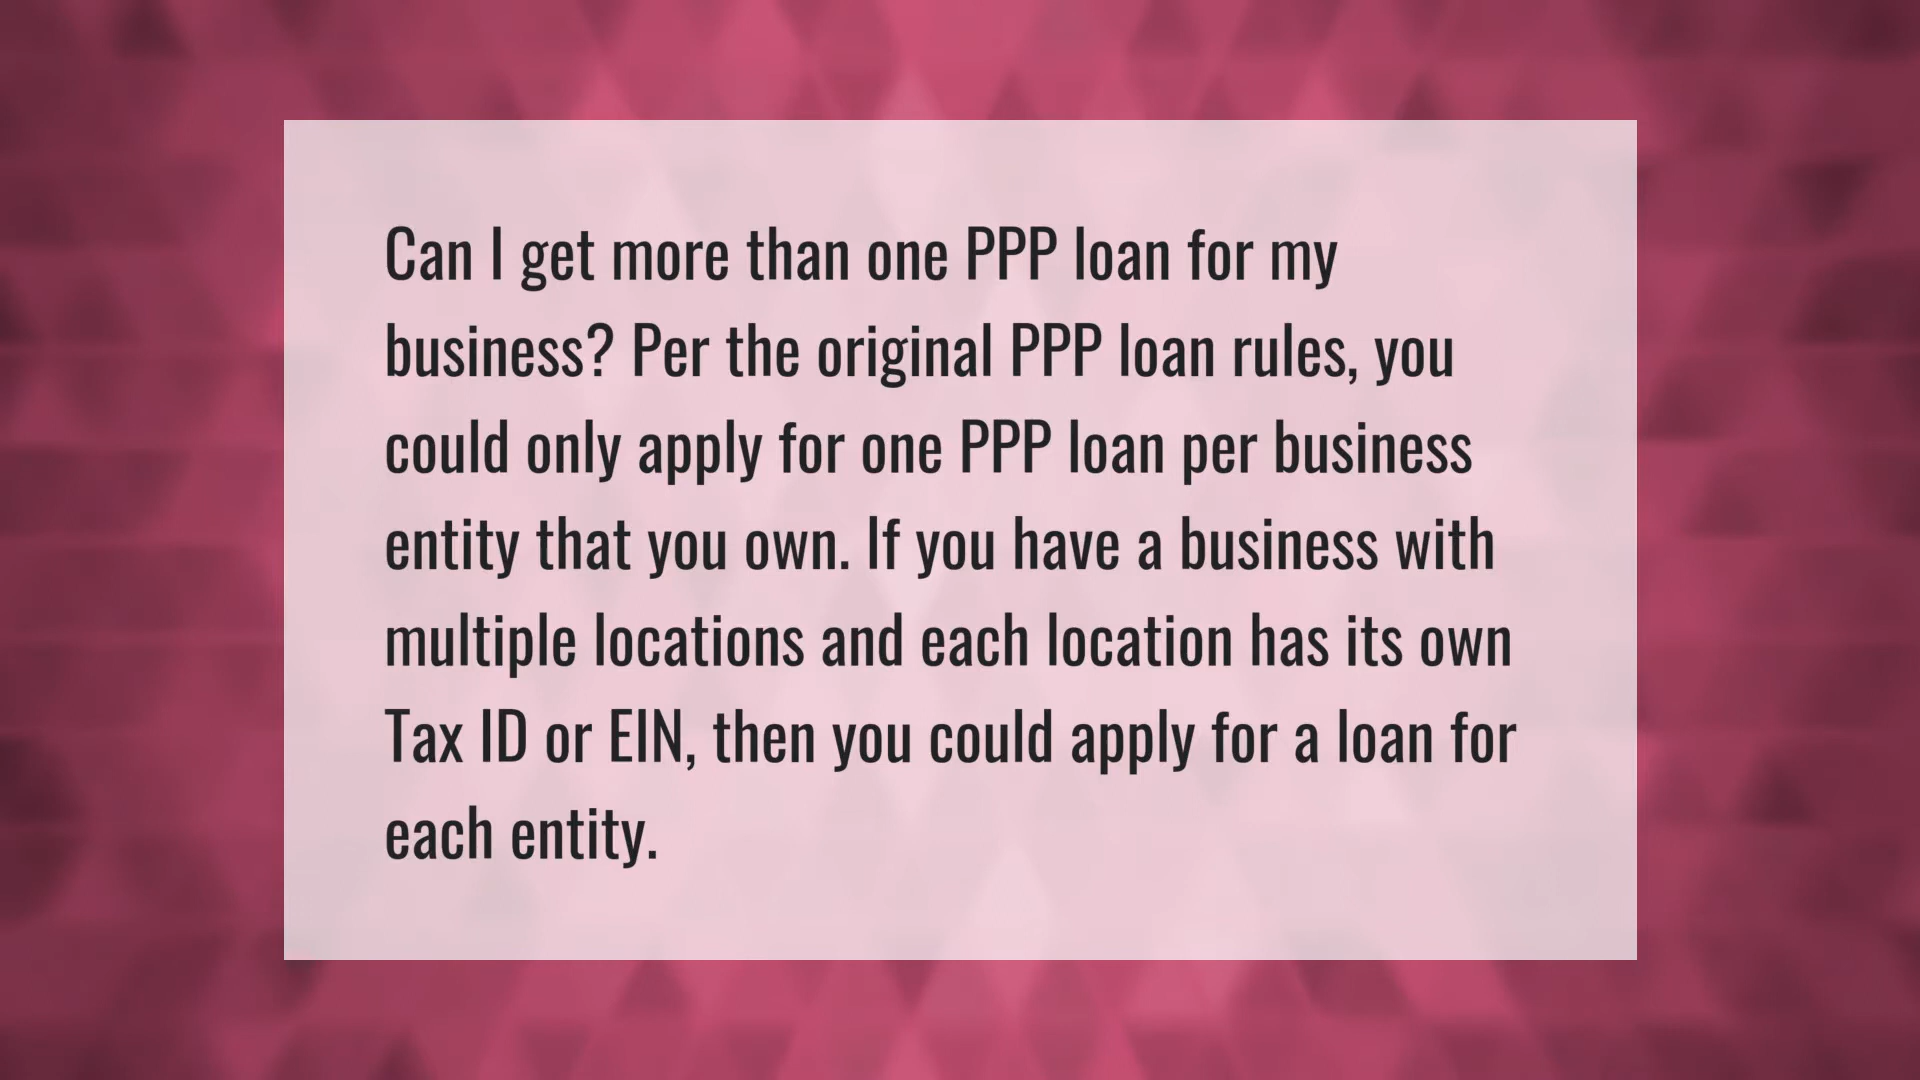 Can I get more than one PPP loan for my
business? Per the original PPP loan rules, you
could only apply for one PPP loan per business
entity that you own. If you have a business with
multiple locations and each location has its own
Tax ID or EIN, then you could apply for a loan for
each entity.